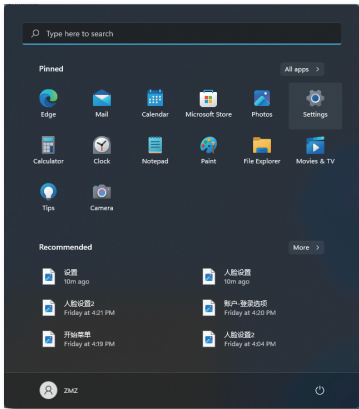 Type here to search
Pinned
All apps >
Edge Mail Calendar Microsoft Store Photos Settings
Calculator Clock Notepad Paint File Explorer Movies & TV
Tips Camera
Recommended
More >
设置 人脸设置
10m ago 10m ago
人脸设置2 账户-登录选项
Friday at 4:21 PM Friday at 4:20 PM
开始菜单 人脸设置2
Friday at 4:19 PM Friday at 4:04 PM
ZMZ